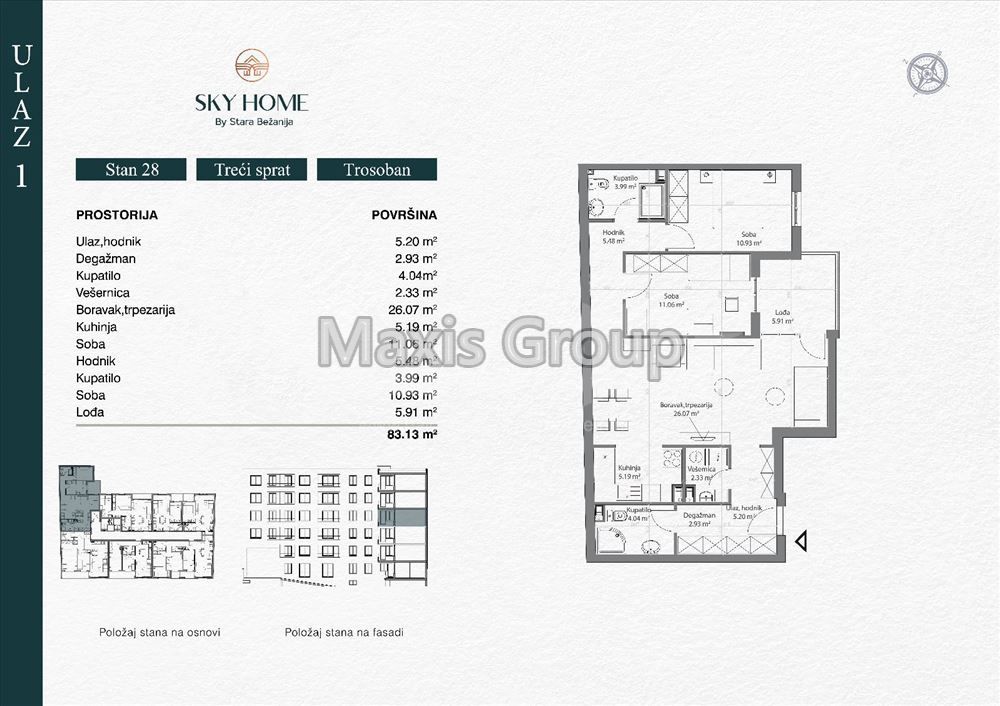 ULAZ 1
SKY HOME
By Stara Bežanija
Stan 28
Treći sprat
Trosoban
PROSTORIJA POVRŠINA
Ulaz,hodnik 5.20 m²
Degažman 2.93 m²
Kupatilo 4.04m²
Vešernica 2.33 m²
Boravak,trpezarija 26.07 m²
Kuhinja 5.19 m²
Soba 11.06 m²
Hodnik 5.48 m²
Kupatilo 3.99 m²
Soba 10.93 m²
Lođa 5.91 m²
83.13 m²
Maxis Group
Položaj stana na osnovi
Položaj stana na fasadi
Kupatilo
3.99 m²
Hodnik
5.48 m²
Soba
10.93 m²
Soba
11.06 m²
Lođa
5.91 m²
Boravak,trpezarija
26.07 m²
Kuhinja
5.19 m²
Vešernica
2.33 m²
Kupatilo
4.04 m²
Degažman
2.93 m²
Ulaz, hodnik
5.20 m²